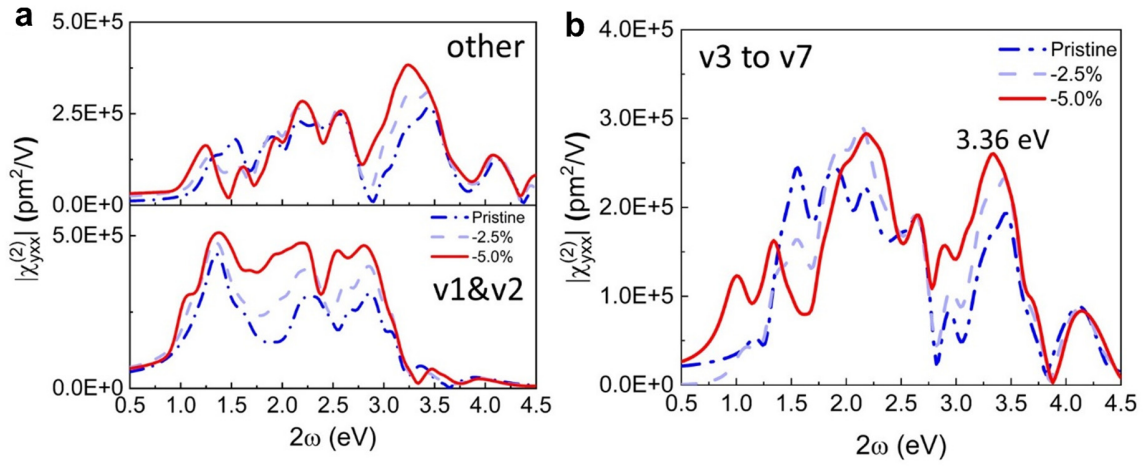 a
5.0E+5
2.5E+5
0.0E+0
|χ(2)yxx| (pm2/V)
other
5.0E+5
0.0E+0
|χ(2)yxx| (pm2/V)
Pristine
-2.5%
-5.0%
v1&v2
0.5 1.0 1.5 2.0 2.5 3.0 3.5 4.0 4.5
2ω (eV)
b
4.0E+5
3.0E+5
2.0E+5
1.0E+5
0.0E+0
|χ(2)yxx| (pm2/V)
v3 to v7
Pristine
-2.5%
-5.0%
3.36 eV
0.5 1.0 1.5 2.0 2.5 3.0 3.5 4.0 4.5
2ω (eV)